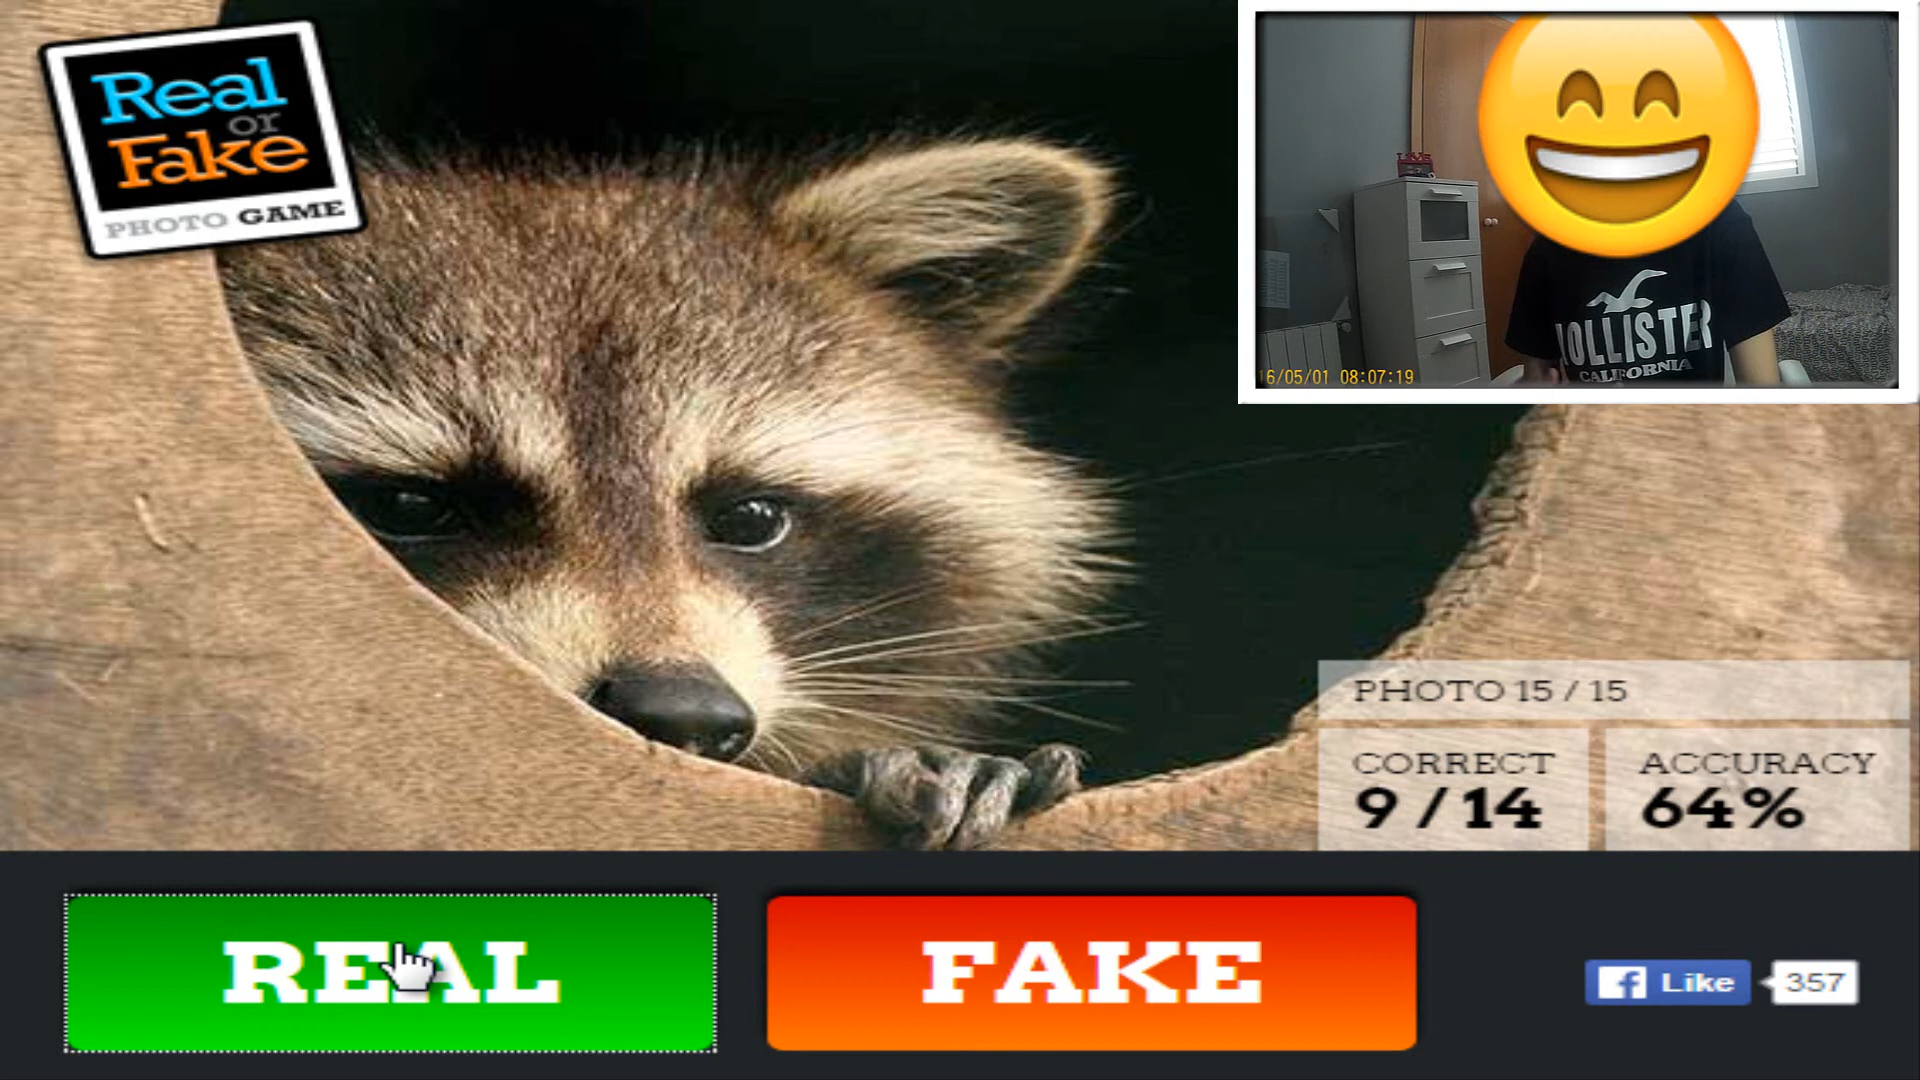 Real
or
Fake
PHOTO GAME
HOLLISTER
CALIFORNIA
6/05/01 08:07:19
PHOTO 15 / 15
CORRECT
9 / 14
ACCURACY
64%
REAL
FAKE
Like
357